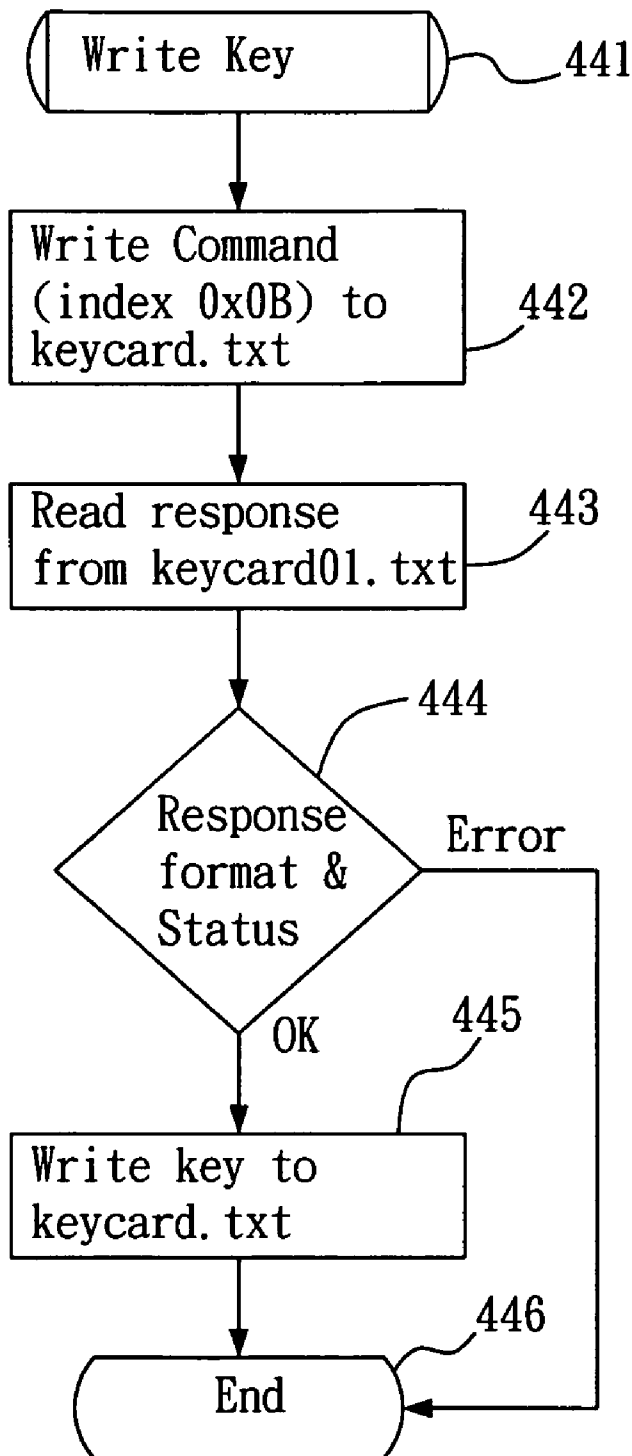 Write Key
441
Write Command
(index 0x0B) to
keycard.txt
442
Read response
from keycard01.txt
443
444
Response
format &
Status
Error
OK
445
Write key to
keycard.txt
446
End